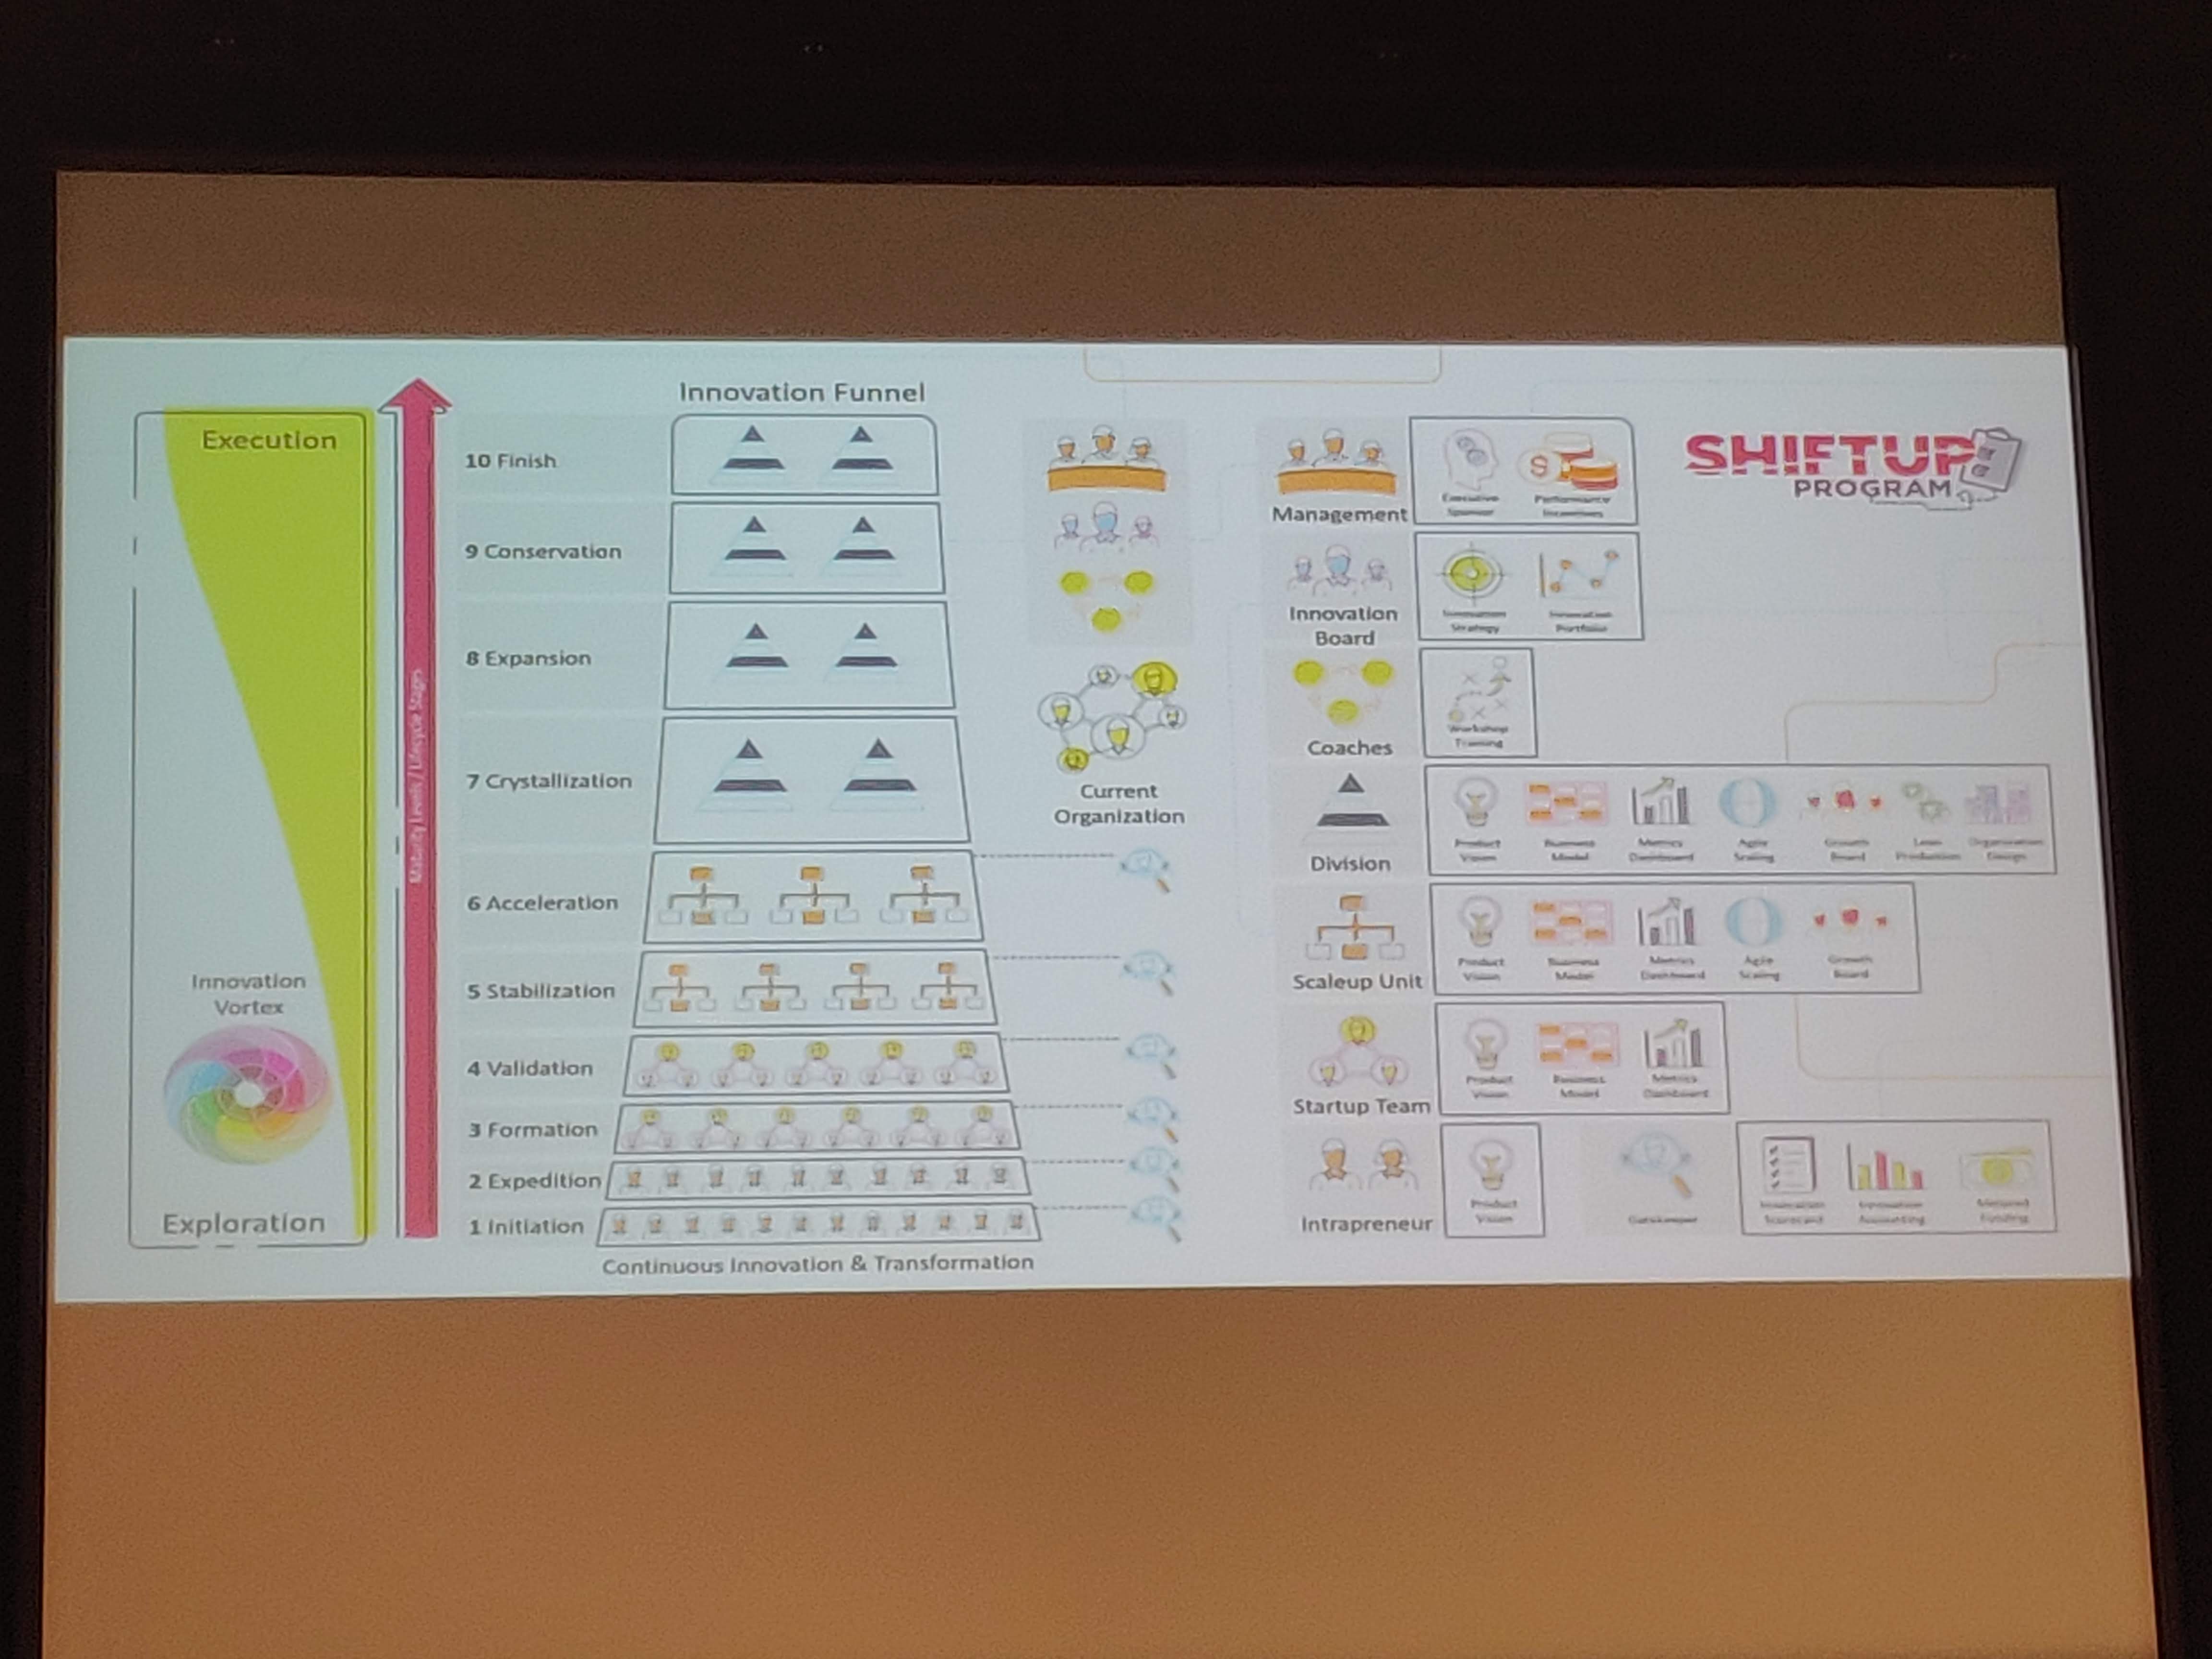 Innovation Funnel
Execution
Innovation
Vortex
Exploration
Maturity Levels / Lifecycle Stages
10 Finish
9 Conservation
8 Expansion
7 Crystallization
6 Acceleration
5 Stabilization
4 Validation
3 Formation
2 Expedition
1 Initiation
Continuous Innovation & Transformation
Current
Organization
SHIFTUP
PROGRAM
Management
Executive
Sponsor
Performance
Incentives
Innovation
Board
Innovation
Strategy
Innovation
Portfolio
Coaches
Workshop
Training
Division
Product
Vision
Business
Model
Metrics
Dashboard
Agile
Scaling
Growth
Board
Lean
Production
Organization
Design
Scaleup Unit
Product
Vision
Business
Model
Metrics
Dashboard
Agile
Scaling
Growth
Board
Startup Team
Product
Vision
Business
Model
Metrics
Dashboard
Intrapreneur
Product
Vision
Gatekeeper
Innovation
Scorecard
Innovation
Accounting
Metered
Funding